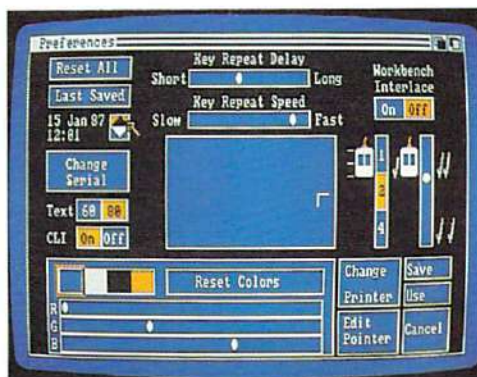 Preferences
Reset All
Last Saved
15 Jan 87
12:01
Change
Serial
Text 60 80
CLI On Off
Key Repeat Delay
Short Long
Key Repeat Speed
Slow Fast
Workbench
Interlace
On Off
1
2
4
Reset Colors
R
G
B
Change
Printer
Edit
Pointer
Save
Use
Cancel